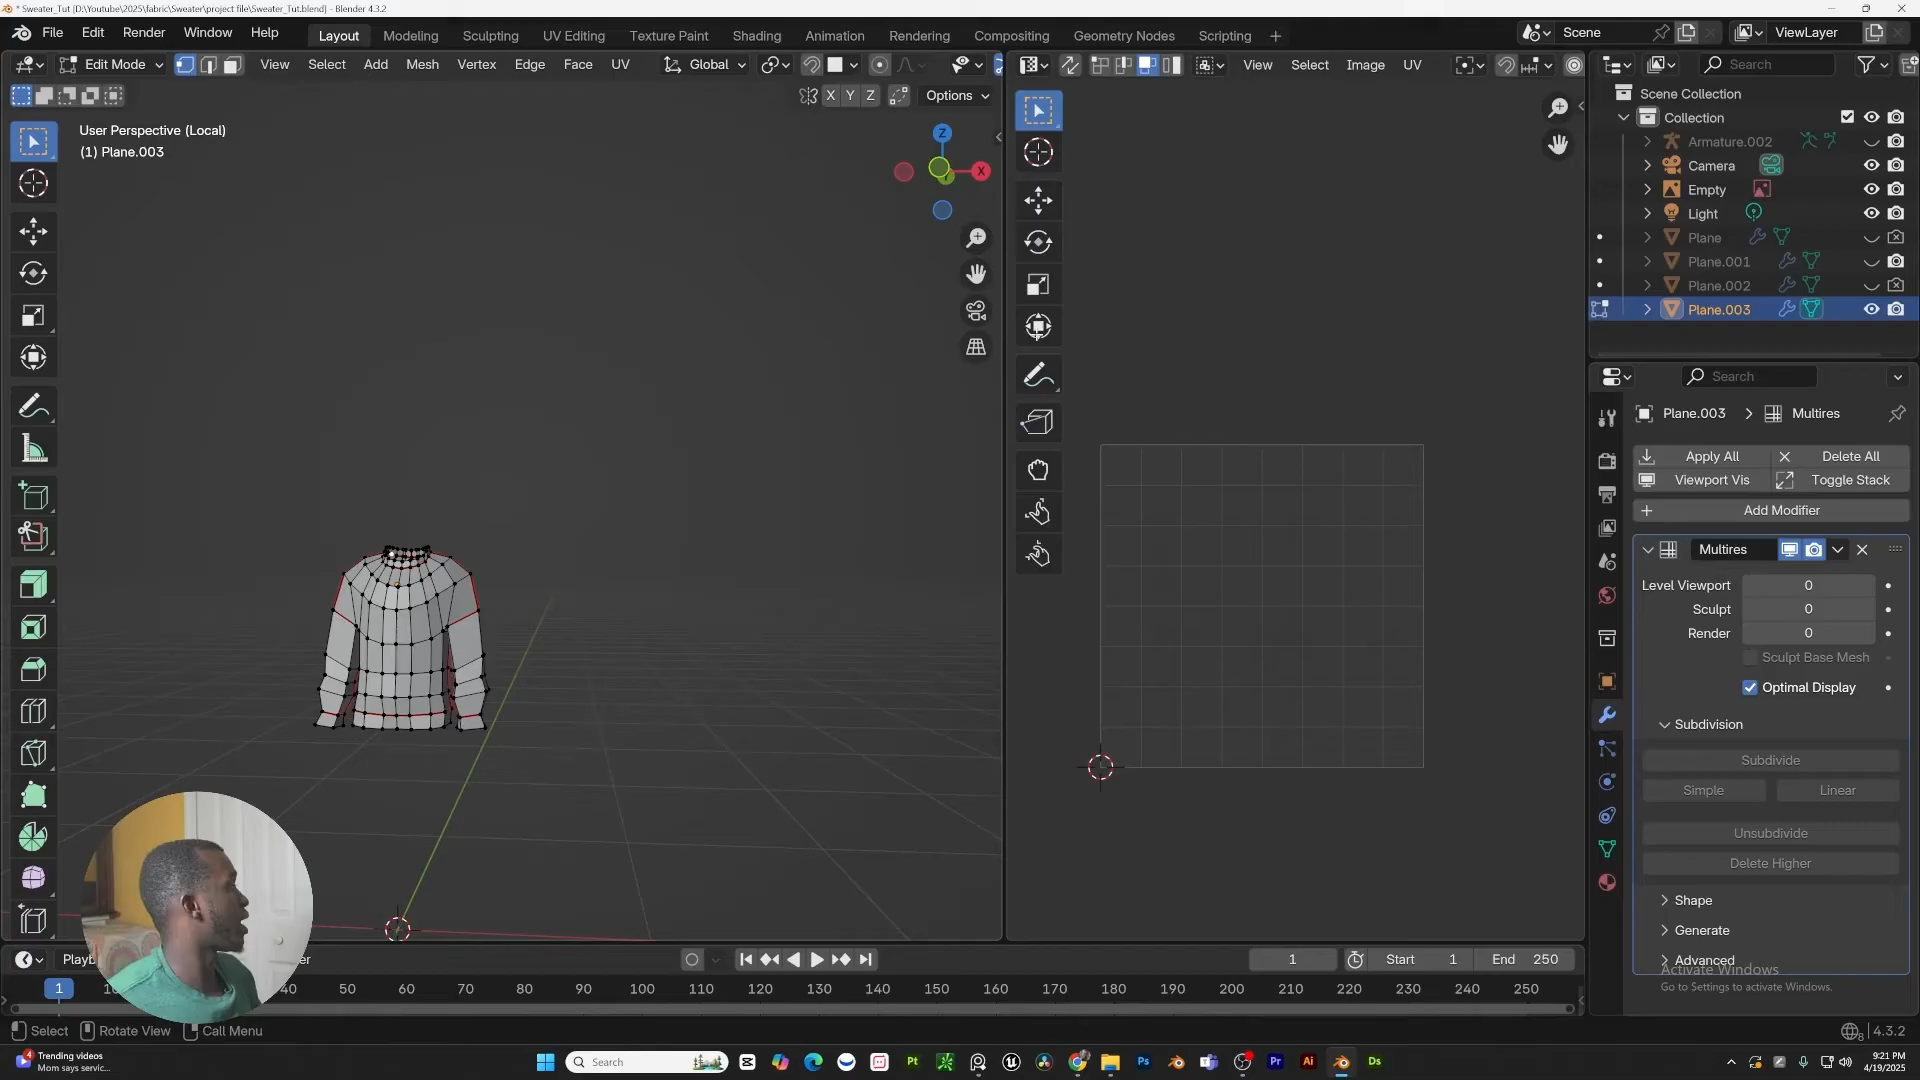 * Sweater_Tut [D:\Youtube\2025\fabric\Sweater\project file\Sweater_Tut.blend] - Blender 4.3.2
File Edit Render Window Help Layout Modeling Sculpting UV Editing Texture Paint Shading Animation Rendering Compositing Geometry Nodes Scripting Scene ViewLayer
Edit Mode View Select Add Mesh Vertex Edge Face UV Global View Select Image UV Search
X Y Z Options
User Perspective (Local)
(1) Plane.003
Z
X
Scene Collection
Collection
Armature.002
Camera
Empty
Light
Plane
Plane.001
Plane.002
Plane.003
Search
Plane.003 > Multires
Apply All Delete All
Viewport Vis Toggle Stack
Add Modifier
Multires
Level Viewport 0
Sculpt 0
Render 0
Sculpt Base Mesh
Optimal Display
Subdivision
Subdivide
Simple Linear
Unsubdivide
Delete Higher
Shape
Generate
Advanced
Activate Windows
Go to Settings to activate Windows.
Playb er 1 Start 1 End 250
1 10 40 50 60 70 80 90 100 110 120 130 140 150 160 170 180 190 200 210 220 230 240 250
Select Rotate View Call Menu 4.3.2
4 Trending videos
Mom says servic...
Search
Pt Ps Pr Ai Ds
9:21 PM
4/19/2025